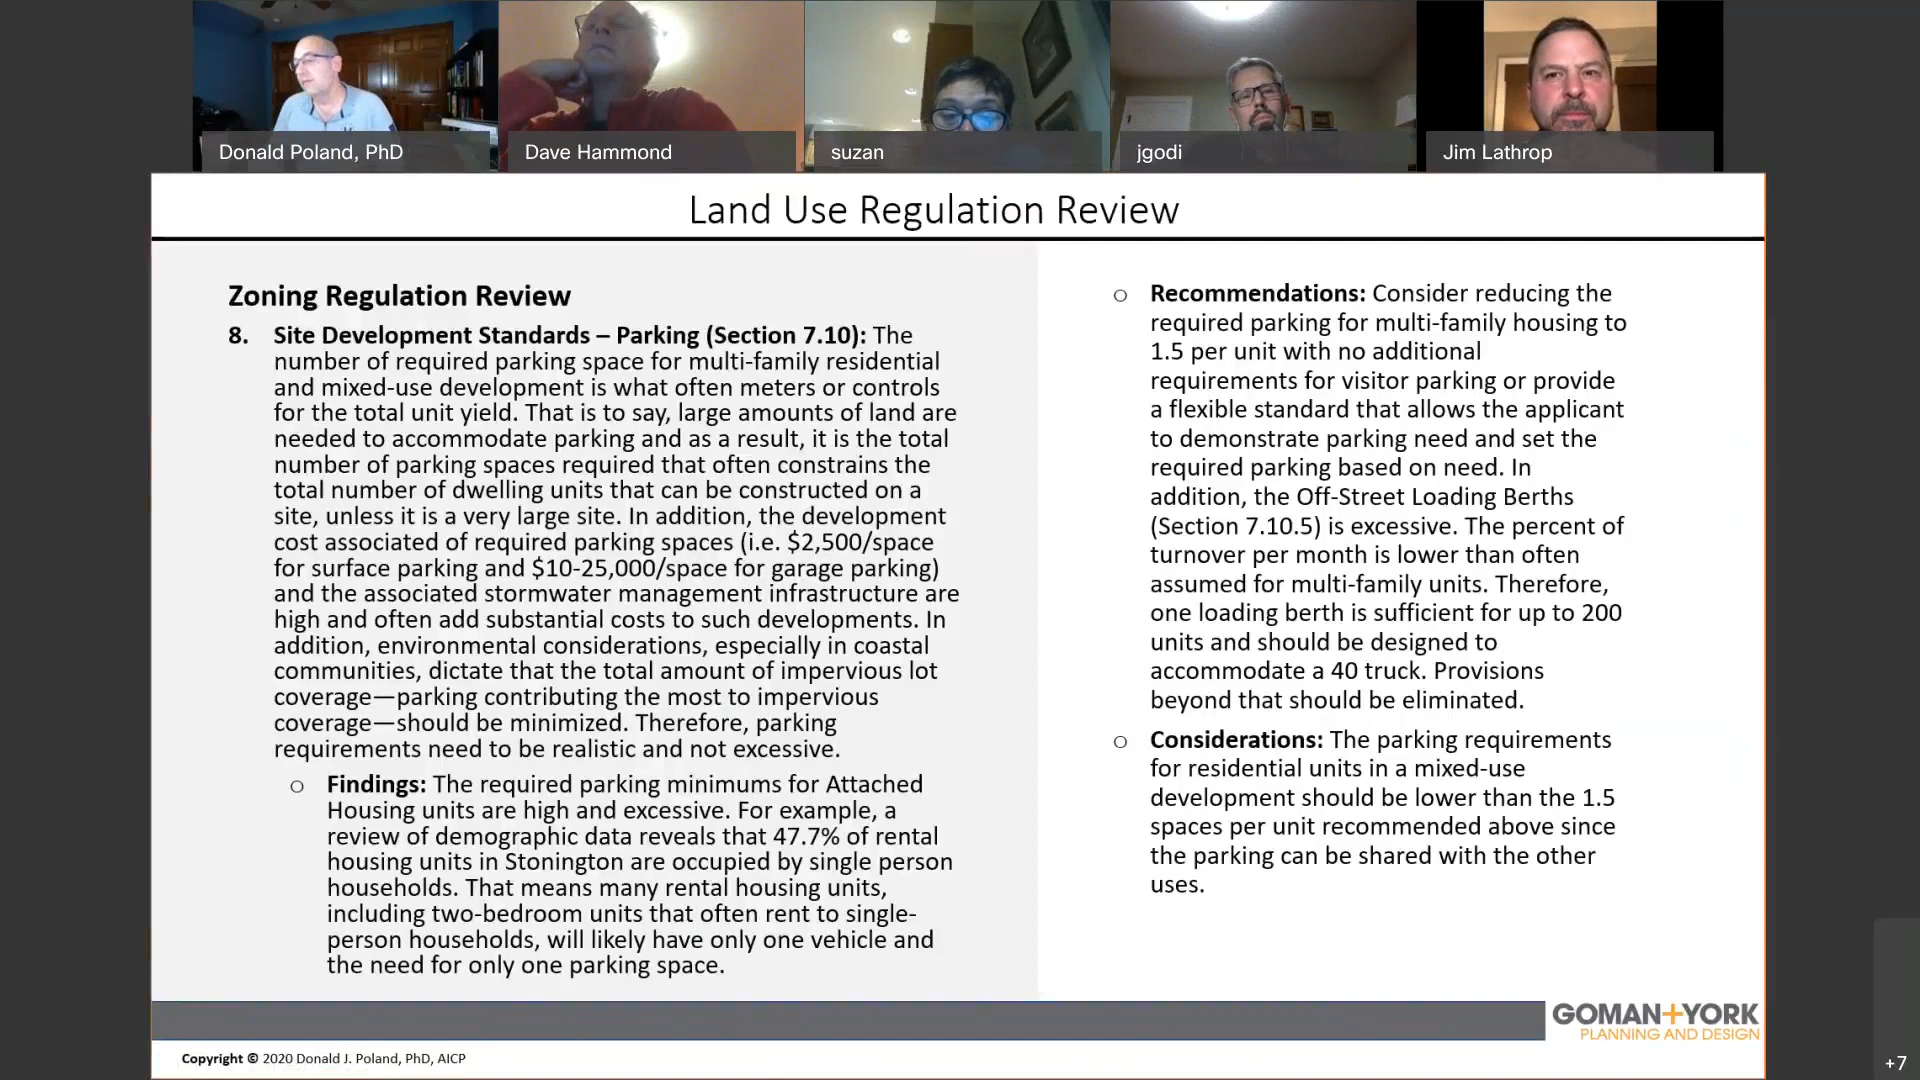 Donald Poland, PhD
Dave Hammond
suzan
jgodi
Jim Lathrop
Land Use Regulation Review
Zoning Regulation Review
8. Site Development Standards – Parking (Section 7.10): The
number of required parking space for multi-family residential
and mixed-use development is what often meters or controls
for the total unit yield. That is to say, large amounts of land are
needed to accommodate parking and as a result, it is the total
number of parking spaces required that often constrains the
total number of dwelling units that can be constructed on a
site, unless it is a very large site. In addition, the development
cost associated of required parking spaces (i.e. $2,500/space
for surface parking and $10-25,000/space for garage parking)
and the associated stormwater management infrastructure are
high and often add substantial costs to such developments. In
addition, environmental considerations, especially in coastal
communities, dictate that the total amount of impervious lot
coverage—parking contributing the most to impervious
coverage—should be minimized. Therefore, parking
requirements need to be realistic and not excessive.
o Findings: The required parking minimums for Attached
Housing units are high and excessive. For example, a
review of demographic data reveals that 47.7% of rental
housing units in Stonington are occupied by single person
households. That means many rental housing units,
including two-bedroom units that often rent to single-
person households, will likely have only one vehicle and
the need for only one parking space.
o Recommendations: Consider reducing the
required parking for multi-family housing to
1.5 per unit with no additional
requirements for visitor parking or provide
a flexible standard that allows the applicant
to demonstrate parking need and set the
required parking based on need. In
addition, the Off-Street Loading Berths
(Section 7.10.5) is excessive. The percent of
turnover per month is lower than often
assumed for multi-family units. Therefore,
one loading berth is sufficient for up to 200
units and should be designed to
accommodate a 40 truck. Provisions
beyond that should be eliminated.
o Considerations: The parking requirements
for residential units in a mixed-use
development should be lower than the 1.5
spaces per unit recommended above since
the parking can be shared with the other
uses.
GOMAN+YORK
PLANNING AND DESIGN
Copyright © 2020 Donald J. Poland, PhD, AICP
+7